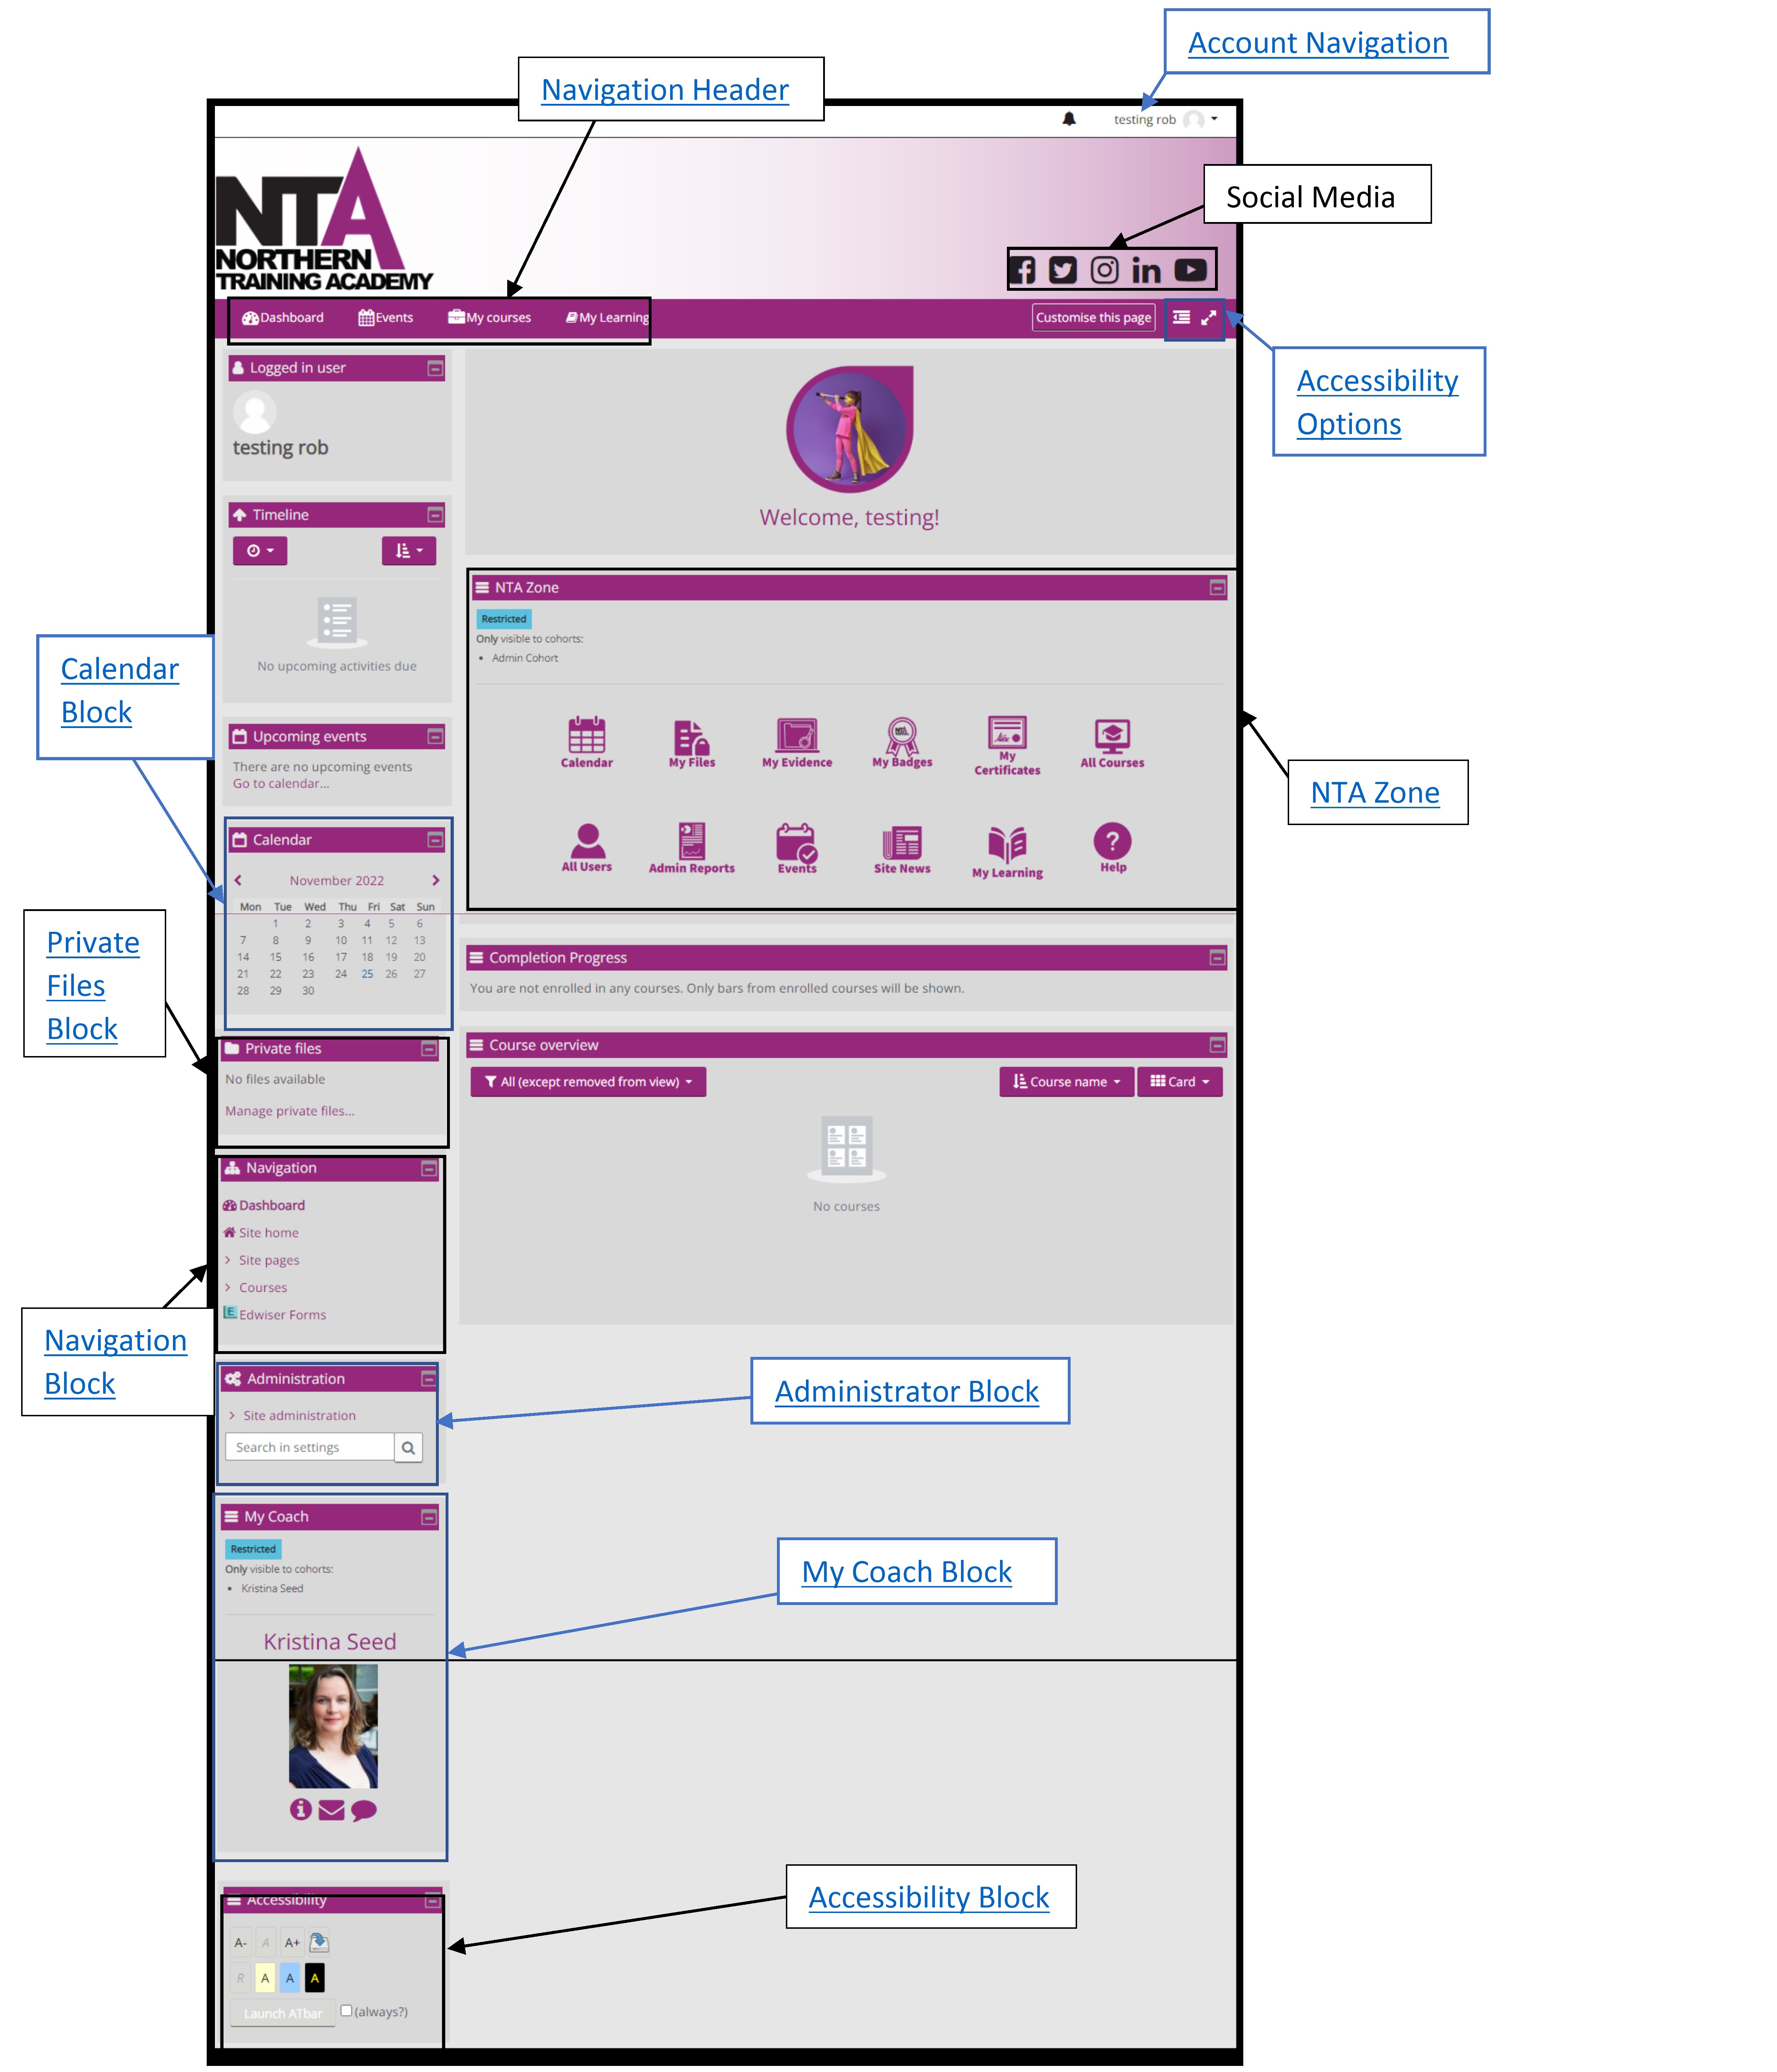 Account Navigation
Navigation Header
testing rob
NTA
NORTHERN
TRAINING ACADEMY
Social Media
Dashboard Events My courses My Learning Customise this page
Accessibility
Options
Logged in user
testing rob
Welcome, testing!
Timeline
No upcoming activities due
NTA Zone
Restricted
Only visible to cohorts:
Admin Cohort
Calendar My Files My Evidence My Badges My Certificates All Courses
All Users Admin Reports Events Site News My Learning Help
NTA Zone
Calendar
Block
Upcoming events
There are no upcoming events
Go to calendar...
Calendar
November 2022
Mon Tue Wed Thu Fri Sat Sun
1 2 3 4 5 6
7 8 9 10 11 12 13
14 15 16 17 18 19 20
21 22 23 24 25 26 27
28 29 30
Private
Files
Block
Completion Progress
You are not enrolled in any courses. Only bars from enrolled courses will be shown.
Private files
No files available
Manage private files...
Course overview
All (except removed from view) Course name Card
No courses
Navigation
Dashboard
Site home
Site pages
Courses
Edwiser Forms
Navigation
Block
Administration
Site administration
Search in settings
Administrator Block
My Coach
Restricted
Only visible to cohorts:
Kristina Seed
Kristina Seed
My Coach Block
Accessibility
A- A A+
R A A A
Launch ATbar (always?)
Accessibility Block